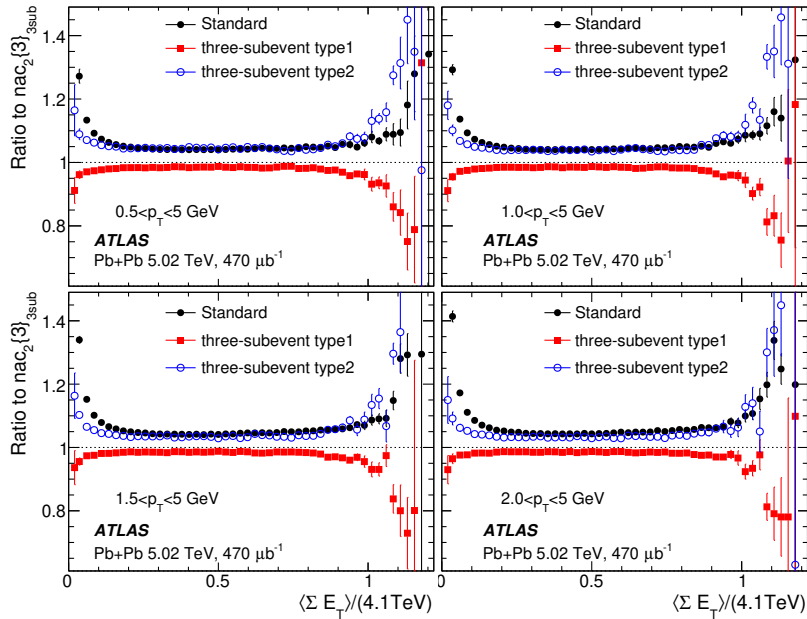 Ratio to nac₂{3}₃sub
1.4
1.2
1
0.8
Standard
three-subevent type1
three-subevent type2
0.5<p_T<5 GeV
ATLAS
Pb+Pb 5.02 TeV, 470 μb⁻¹
Standard
three-subevent type1
three-subevent type2
1.0<p_T<5 GeV
ATLAS
Pb+Pb 5.02 TeV, 470 μb⁻¹
Ratio to nac₂{3}₃sub
1.4
1.2
1
0.8
Standard
three-subevent type1
three-subevent type2
1.5<p_T<5 GeV
ATLAS
Pb+Pb 5.02 TeV, 470 μb⁻¹
0 0.5 1
⟨Σ E_T⟩/(4.1TeV)
Standard
three-subevent type1
three-subevent type2
2.0<p_T<5 GeV
ATLAS
Pb+Pb 5.02 TeV, 470 μb⁻¹
0 0.5 1
⟨Σ E_T⟩/(4.1TeV)